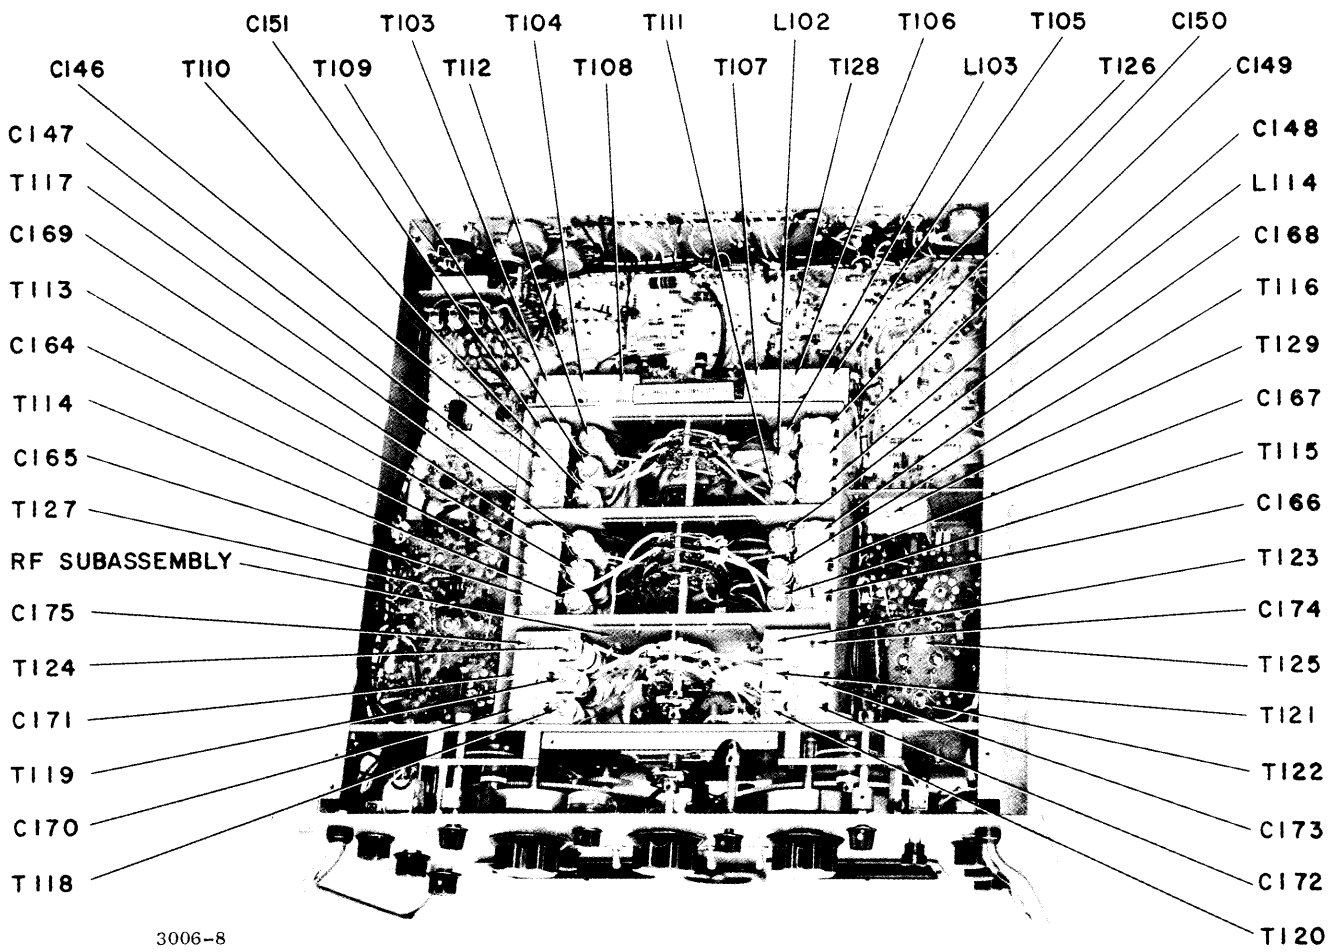 C151 T103 T104 T111 L102 T106 T105 C150
C146 T110 T109 T112 T108 T107 T128 L103 T126 C149
C147 C148
T117 L114
C169 C168
T113 T116
C164 T129
T114 C167
C165 T115
T127 C166
RF SUBASSEMBLY T123
C175 C174
T124 T125
C171 T121
T119 T122
C170 C173
T118 C172
T120
3006-8